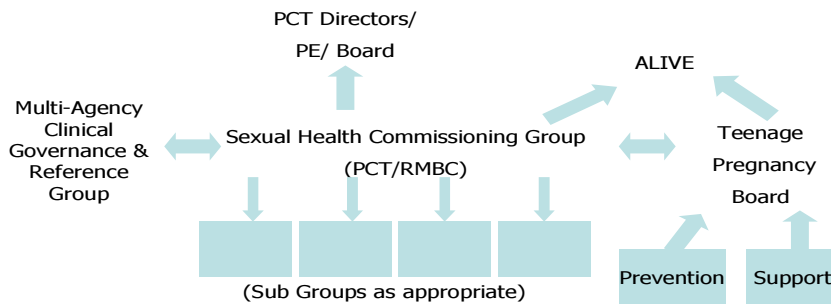 PCT Directors/
PE/ Board
ALIVE
Multi-Agency
Clinical
Governance &
Reference
Group
Sexual Health Commissioning Group
(PCT/RMBC)
Teenage
Pregnancy
Board
(Sub Groups as appropriate)
Prevention
Support